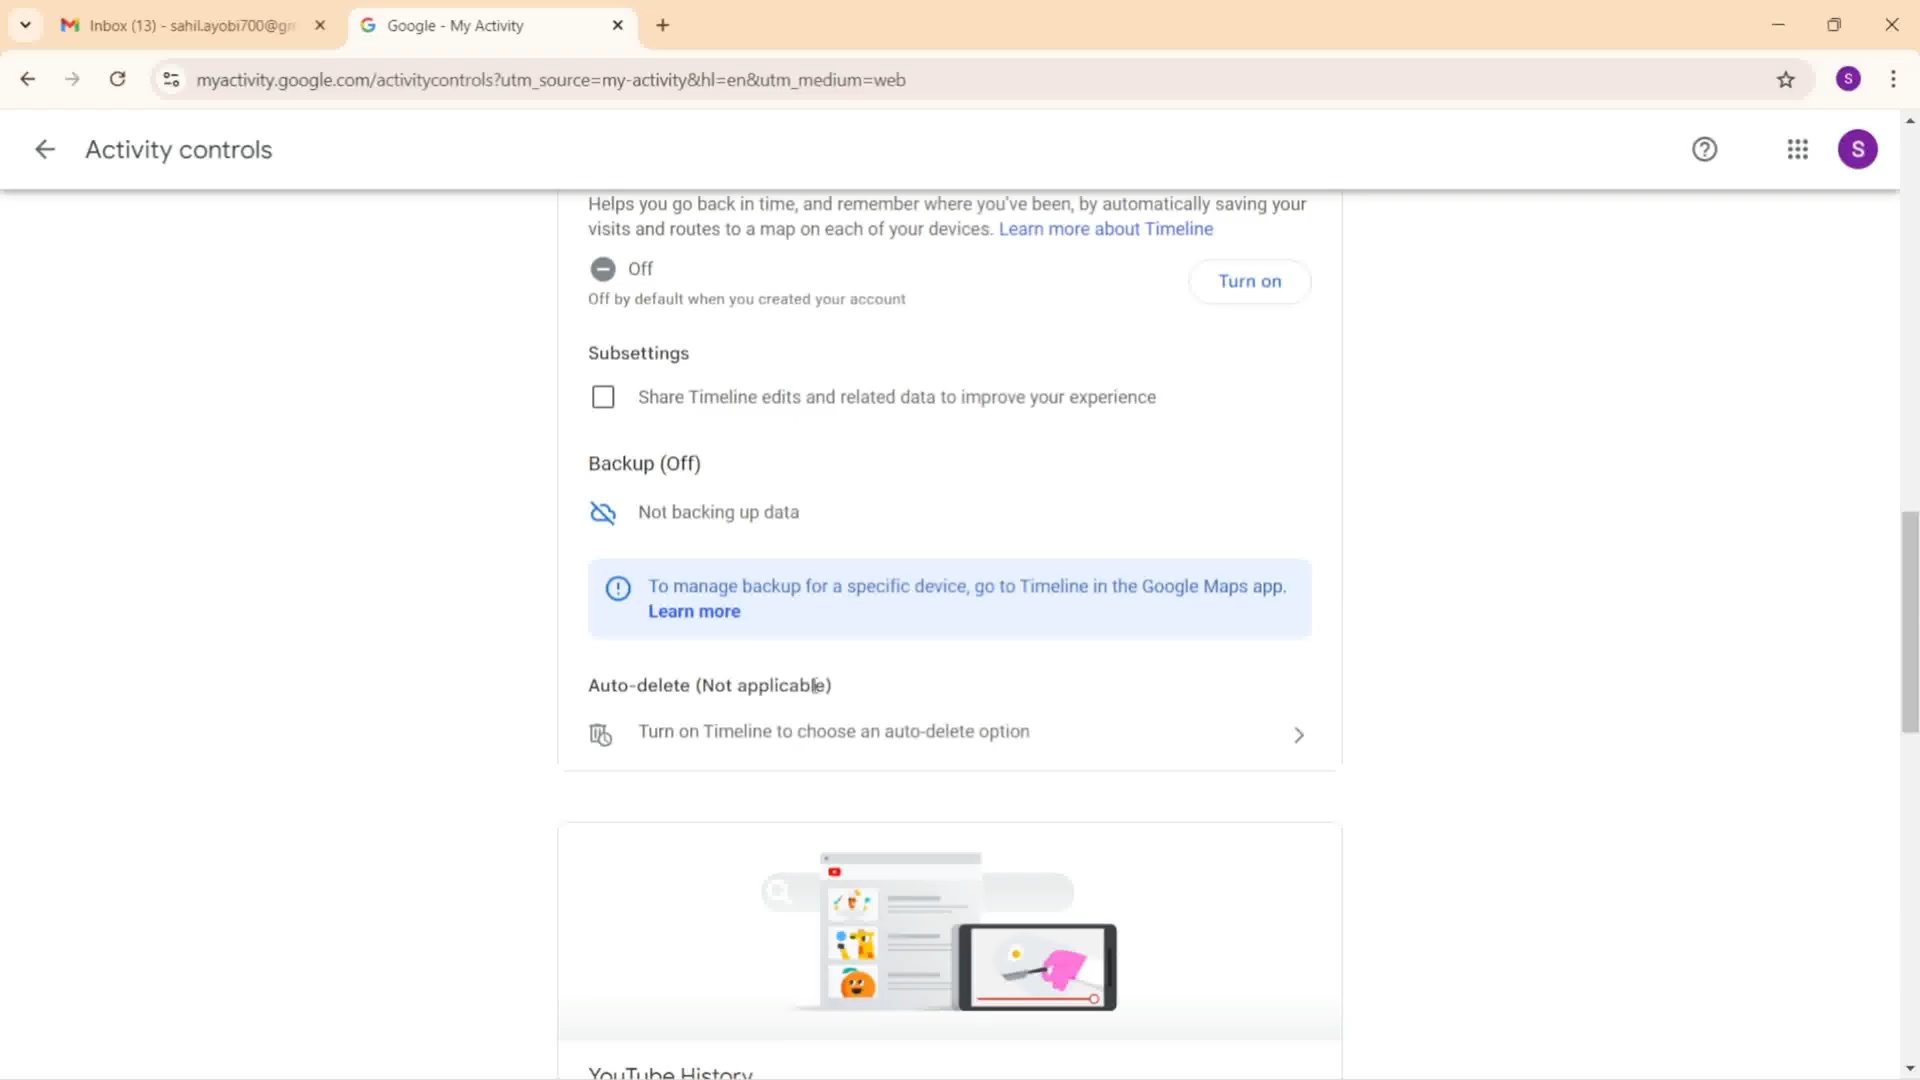 Inbox (13) - sahil.ayobi700@gm
Google - My Activity
myactivity.google.com/activitycontrols?utm_source=my-activity&hl=en&utm_medium=web
S
Activity controls
S
Helps you go back in time, and remember where you've been, by automatically saving your
visits and routes to a map on each of your devices. Learn more about Timeline
Off
Turn on
Off by default when you created your account
Subsettings
Share Timeline edits and related data to improve your experience
Backup (Off)
Not backing up data
To manage backup for a specific device, go to Timeline in the Google Maps app.
Learn more
Auto-delete (Not applicable)
Turn on Timeline to choose an auto-delete option
YouTube History